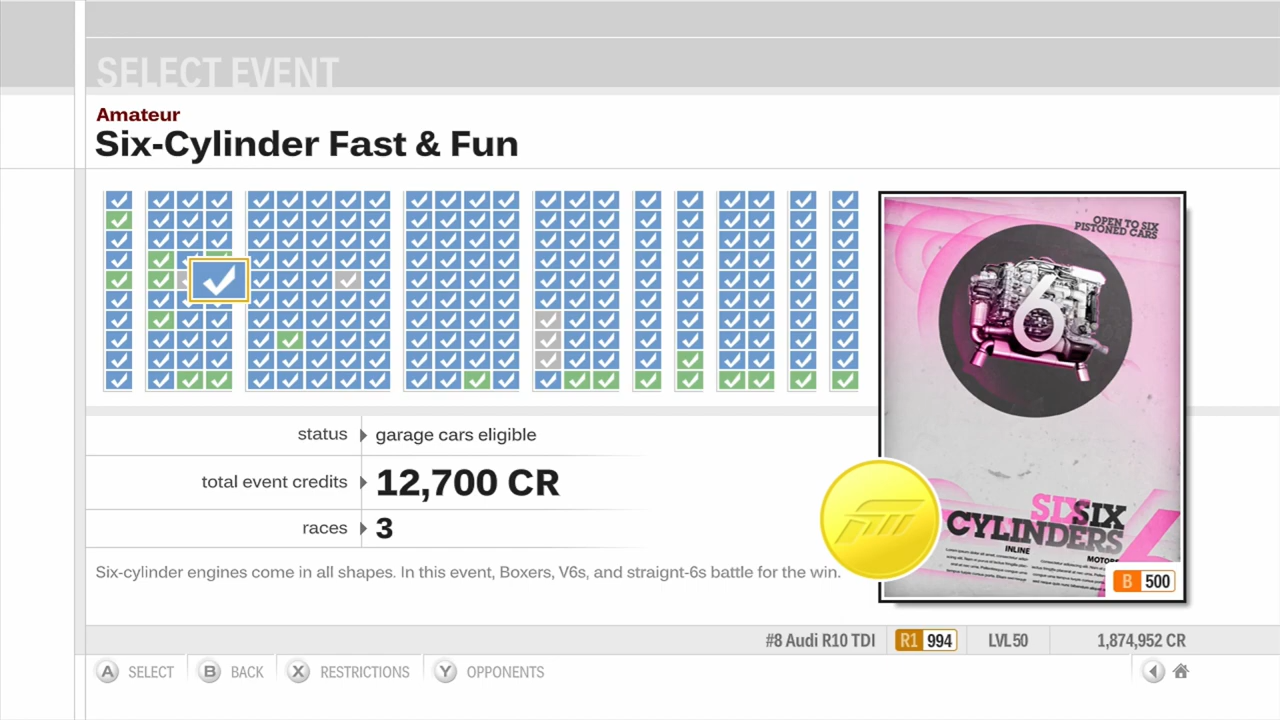 SELECT EVENT
Amateur
Six-Cylinder Fast & Fun
OPEN TO SIX
PISTONED CARS
6
status
garage cars eligible
total event credits
12,700 CR
races
3
Six-cylinder engines come in all shapes. In this event, Boxers, V6s, and straignt-6s battle for the win.
SIX
SIX
CYLINDERS
INLINE
MOTORS
B 500
#8 Audi R10 TDI
R1 994
LVL50
1,874,952 CR
A SELECT
B BACK
X RESTRICTIONS
Y OPPONENTS